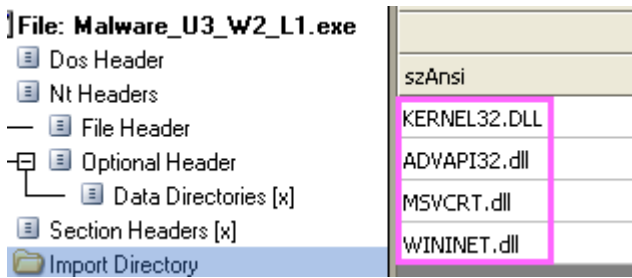 File: Malware_U3_W2_L1.exe
Dos Header
Nt Headers
File Header
Optional Header
Data Directories [x]
Section Headers [x]
Import Directory
szAnsi
KERNEL32.DLL
ADVAPI32.dll
MSVCRT.dll
WININET.dll